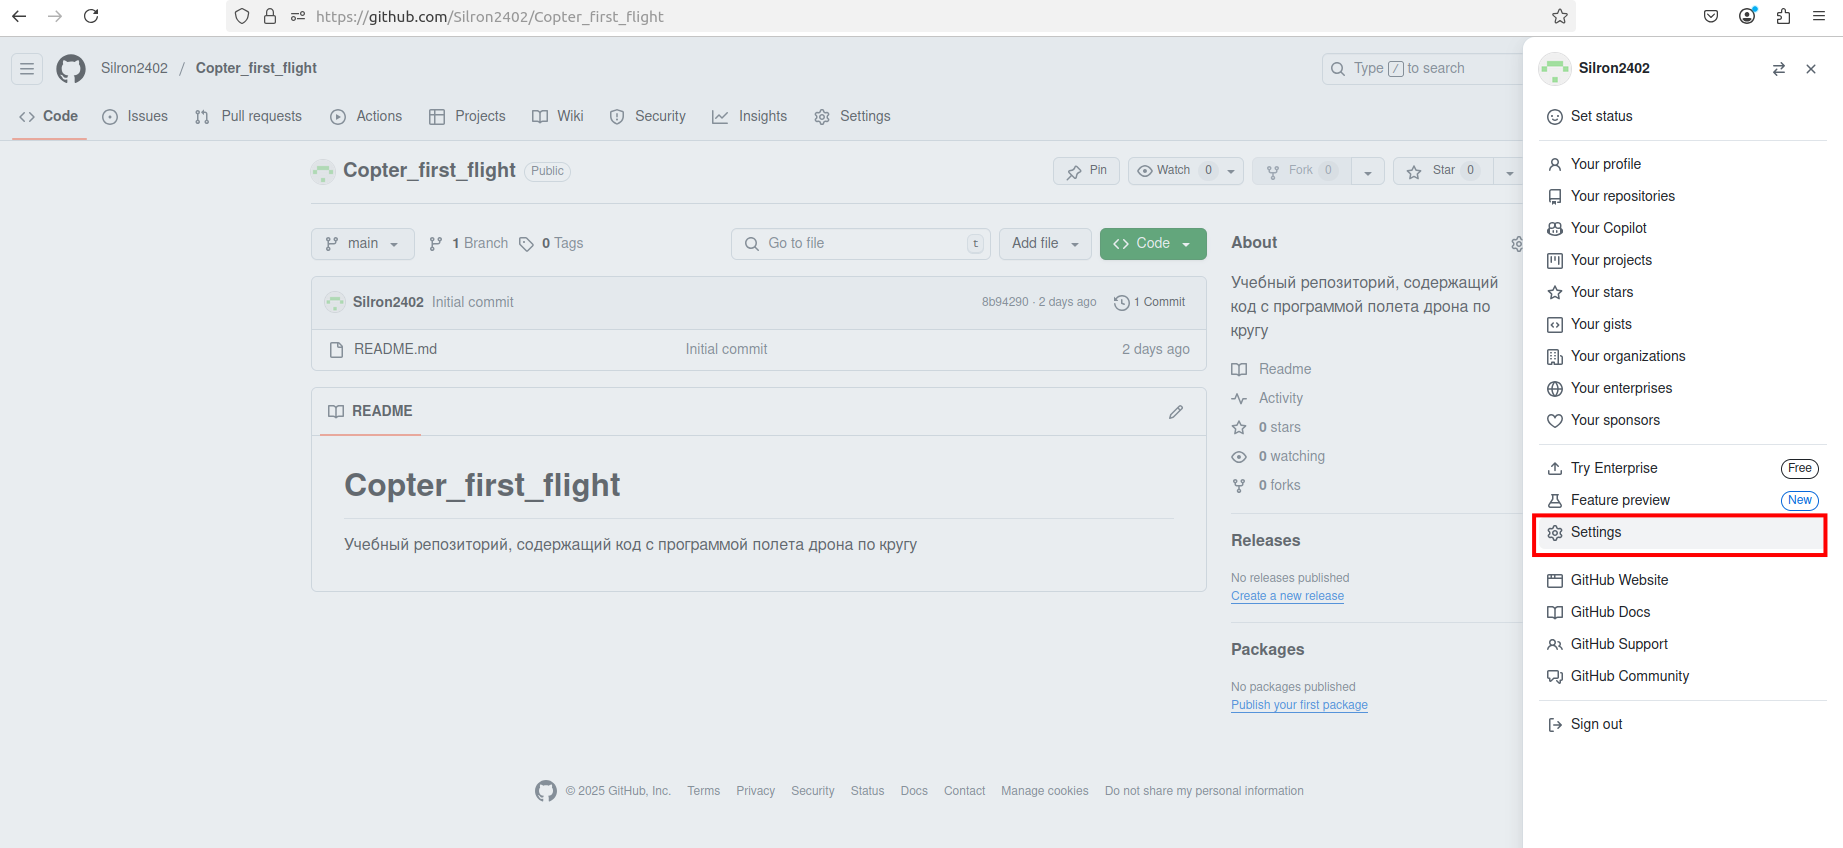 https://github.com/Silron2402/Copter_first_flight
Silron2402 / Copter_first_flight
Type / to search
Code Issues Pull requests Actions Projects Wiki Security Insights Settings
Copter_first_flight Public
Pin Watch 0 Fork 0 Star 0
main 1 Branch 0 Tags Go to file t Add file Code
Silron2402 Initial commit 8b94290 · 2 days ago 1 Commit
README.md Initial commit 2 days ago
README
Copter_first_flight
Учебный репозиторий, содержащий код с программой полета дрона по кругу
About
Учебный репозиторий, содержащий
код с программой полета дрона по
кругу
Readme
Activity
0 stars
0 watching
0 forks
Releases
No releases published
Create a new release
Packages
No packages published
Publish your first package
© 2025 GitHub, Inc. Terms Privacy Security Status Docs Contact Manage cookies Do not share my personal information
Silron2402
Set status
Your profile
Your repositories
Your Copilot
Your projects
Your stars
Your gists
Your organizations
Your enterprises
Your sponsors
Try Enterprise Free
Feature preview New
Settings
GitHub Website
GitHub Docs
GitHub Support
GitHub Community
Sign out